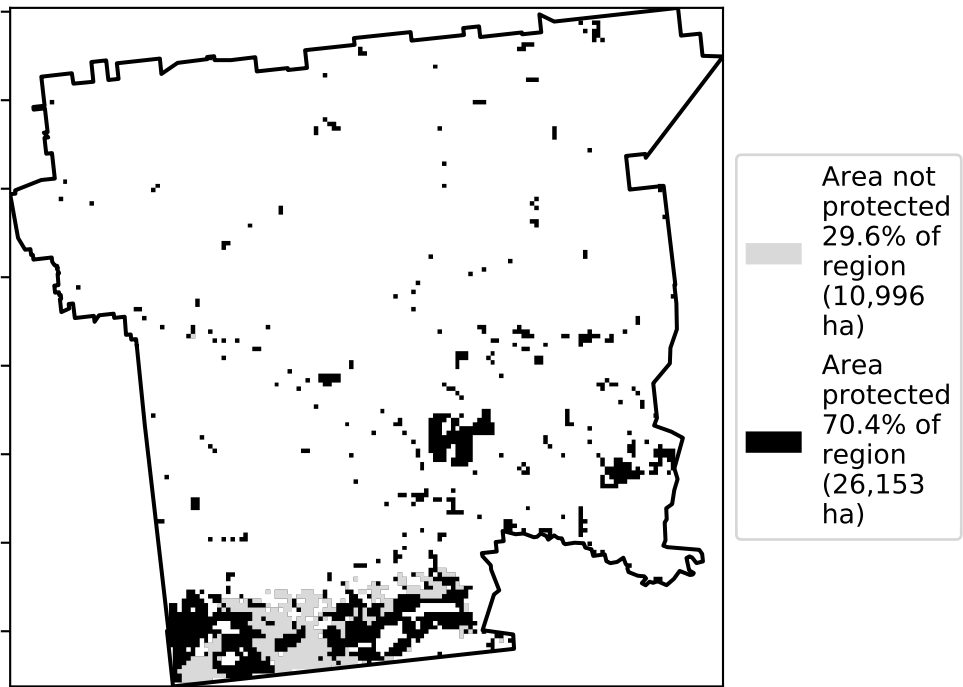 Area not
protected
29.6% of
region
(10,996
ha)
Area
protected
70.4% of
region
(26,153
ha)